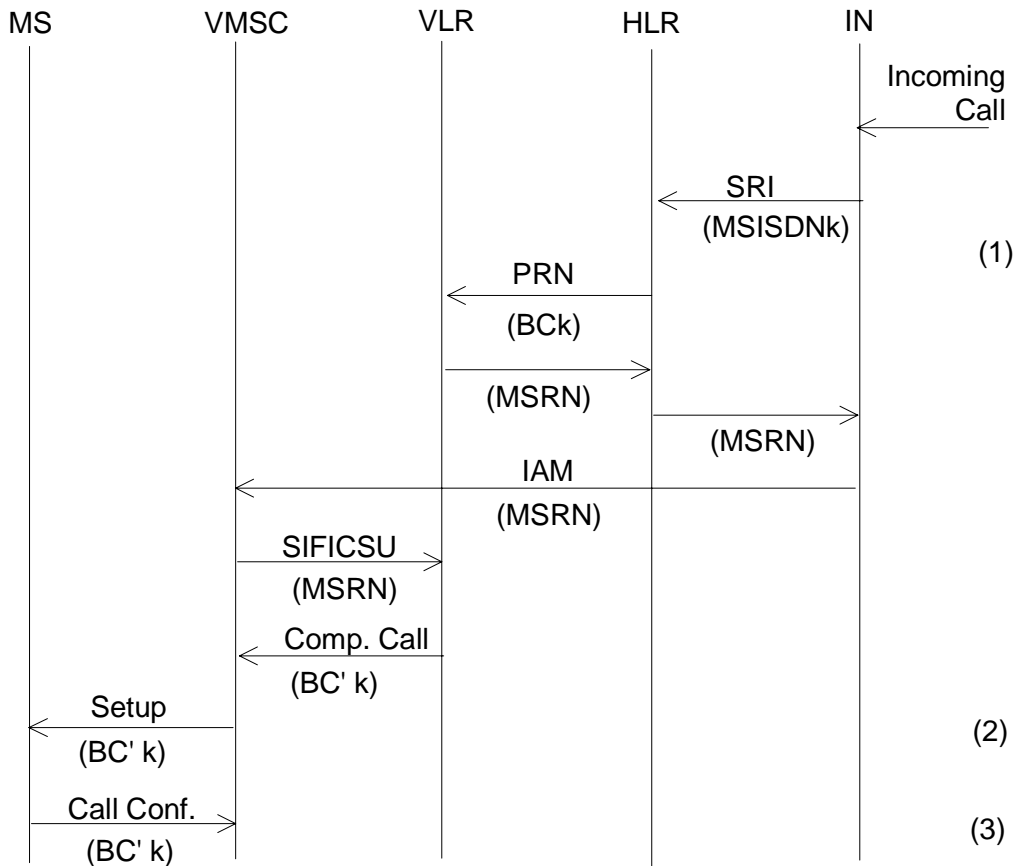 MS VMSC VLR HLR IN
Incoming
Call
SRI
(MSISDNk)
(1)
PRN
(BCk)
(MSRN)
(MSRN)
IAM
(MSRN)
SIFICSU
(MSRN)
Comp. Call
(BC' k)
Setup
(2)
(BC' k)
Call Conf.
(3)
(BC' k)